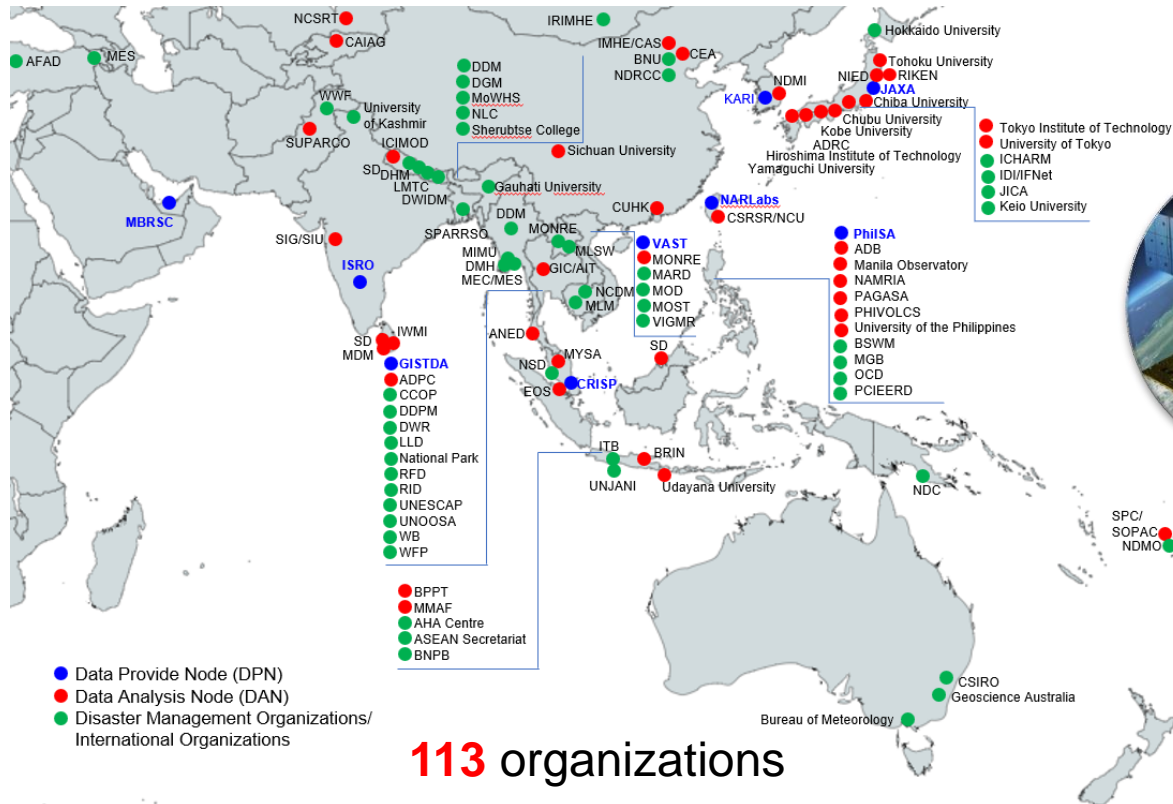 NCSRT
CAIAG
AFAD
MES
IRIMHE
IMHE/CAS
CEA
BNU
NDRCC
Hokkaido University
Tohoku University
NIED
RIKEN
JAXA
Chiba University
NDMI
KARI
Chubu University
Kobe University
ADRC
Hiroshima Institute of Technology
Yamaguchi University
Tokyo Institute of Technology
University of Tokyo
ICHARM
IDI/IFNet
JICA
Keio University
DDM
DGM
MoWHS
NLC
Sherubtse College
WWF
University
of Kashmir
SUPARCO
ICIMOD
SD
DHM
LMTC
DWIDM
Sichuan University
Gauhati University
SPARRSO
MBRSC
SIG/SIU
ISRO
CUHK
NARLabs
CSRSR/NCU
DDM
MONRE
MLSW
MIMU
DMH
MEC/MES
GIC/AIT
NCDM
MLM
VAST
MONRE
MARD
MOD
MOST
VIGMR
PhilSA
ADB
Manila Observatory
NAMRIA
PAGASA
PHIVOLCS
University of the Philippines
BSWM
MGB
OCD
PCIEERD
IWMI
SD
MDM
GISTDA
ADPC
CCOP
DDPM
DWR
LLD
National Park
RFD
RID
UNESCAP
UNOOSA
WB
WFP
ANED
MYSA
NSD
EOS
CRISP
SD
ITB
BRIN
UNJANI
Udayana University
NDC
SPC/
SOPAC
NDMO
BPPT
MMAF
AHA Centre
ASEAN Secretariat
BNPB
CSIRO
Geoscience Australia
Bureau of Meteorology
Data Provide Node (DPN)
Data Analysis Node (DAN)
Disaster Management Organizations/
International Organizations
113 organizations